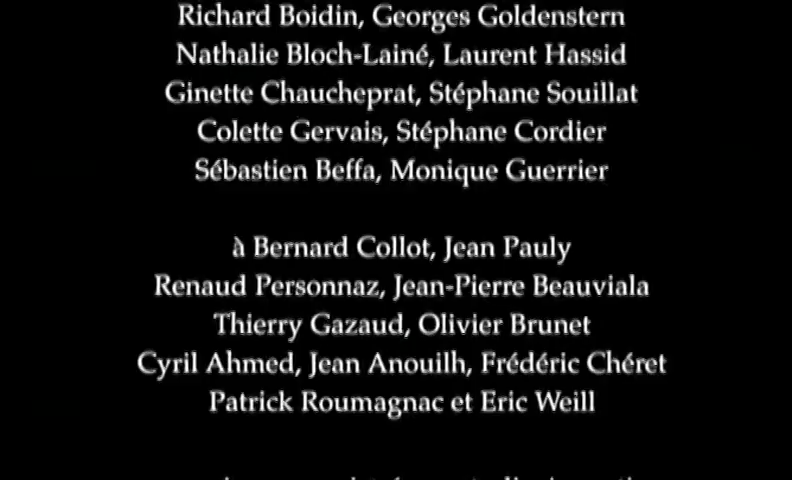 Richard Boidin, Georges Goldenstern
Nathalie Bloch-Lainé, Laurent Hassid
Ginette Chaucheprat, Stéphane Souillat
Colette Gervais, Stéphane Cordier
Sébastien Beffa, Monique Guerrier
à Bernard Collot, Jean Pauly
Renaud Personnaz, Jean-Pierre Beauviala
Thierry Gazaud, Olivier Brunet
Cyril Ahmed, Jean Anouilh, Frédéric Chéret
Patrick Roumagnac et Eric Weill